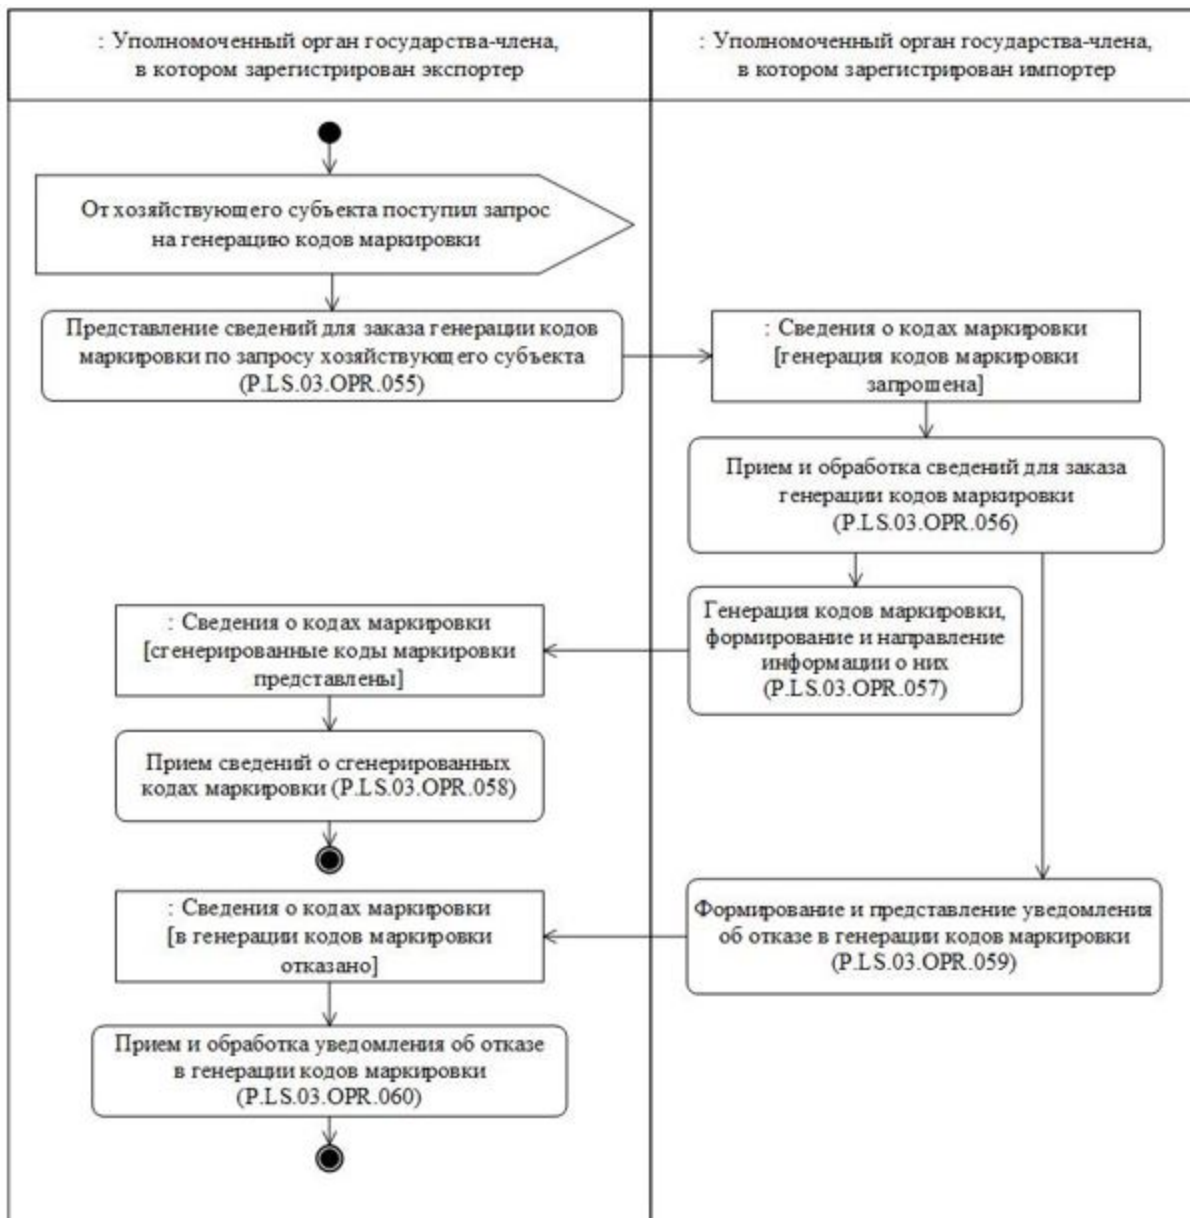 : Уполномоченный орган государства-члена,
в котором зарегистрирован экспортер
: Уполномоченный орган государства-члена,
в котором зарегистрирован импортер
От хозяйствующего субъекта поступил запрос
на генерацию кодов маркировки
Представление сведений для заказа генерации кодов
маркировки по запросу хозяйствующего субъекта
(P.LS.03.OPR.055)
: Сведения о кодах маркировки
[генерация кодов маркировки
запрошена]
Прием и обработка сведений для заказа
генерации кодов маркировки
(P.LS.03.OPR.056)
Генерация кодов маркировки,
формирование и направление
информации о них
(P.LS.03.OPR.057)
: Сведения о кодах маркировки
[сгенерированные коды маркировки
представлены]
Прием сведений о сгенерированных
кодах маркировки (P.LS.03.OPR.058)
: Сведения о кодах маркировки
[в генерации кодов маркировки
отказано]
Формирование и представление уведомления
об отказе в генерации кодов маркировки
(P.LS.03.OPR.059)
Прием и обработка уведомления об отказе
в генерации кодов маркировки
(P.LS.03.OPR.060)